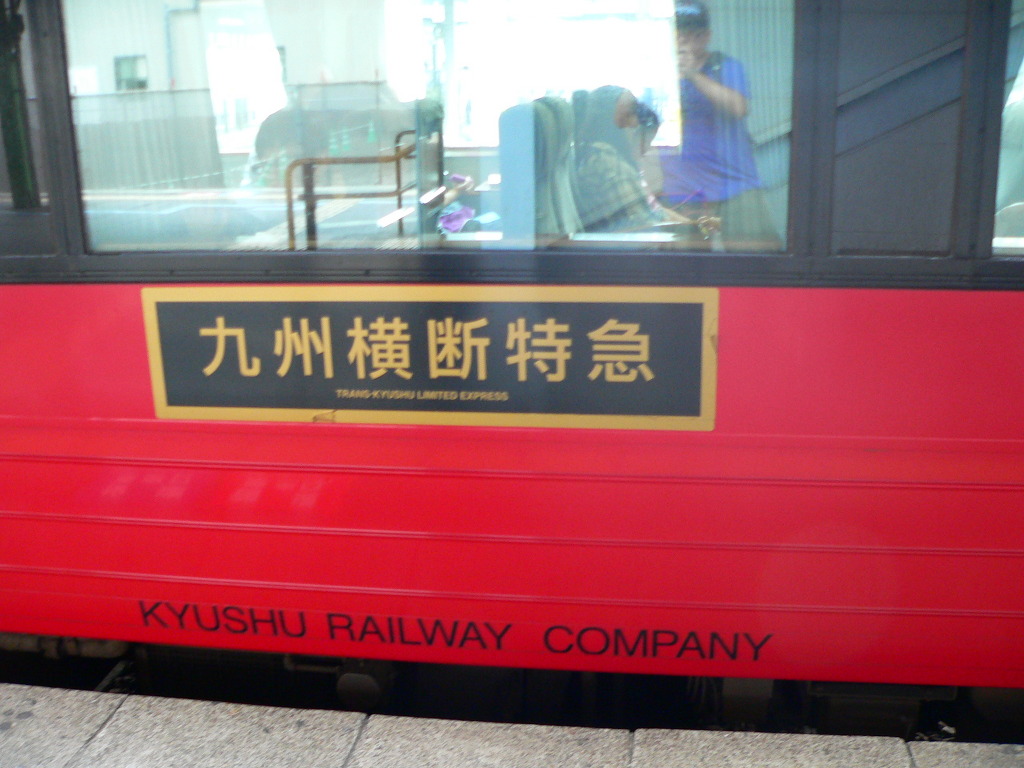 九州横断特急
TRANS-KYUSHU LIMITED EXPRESS
KYUSHU RAILWAY COMPANY